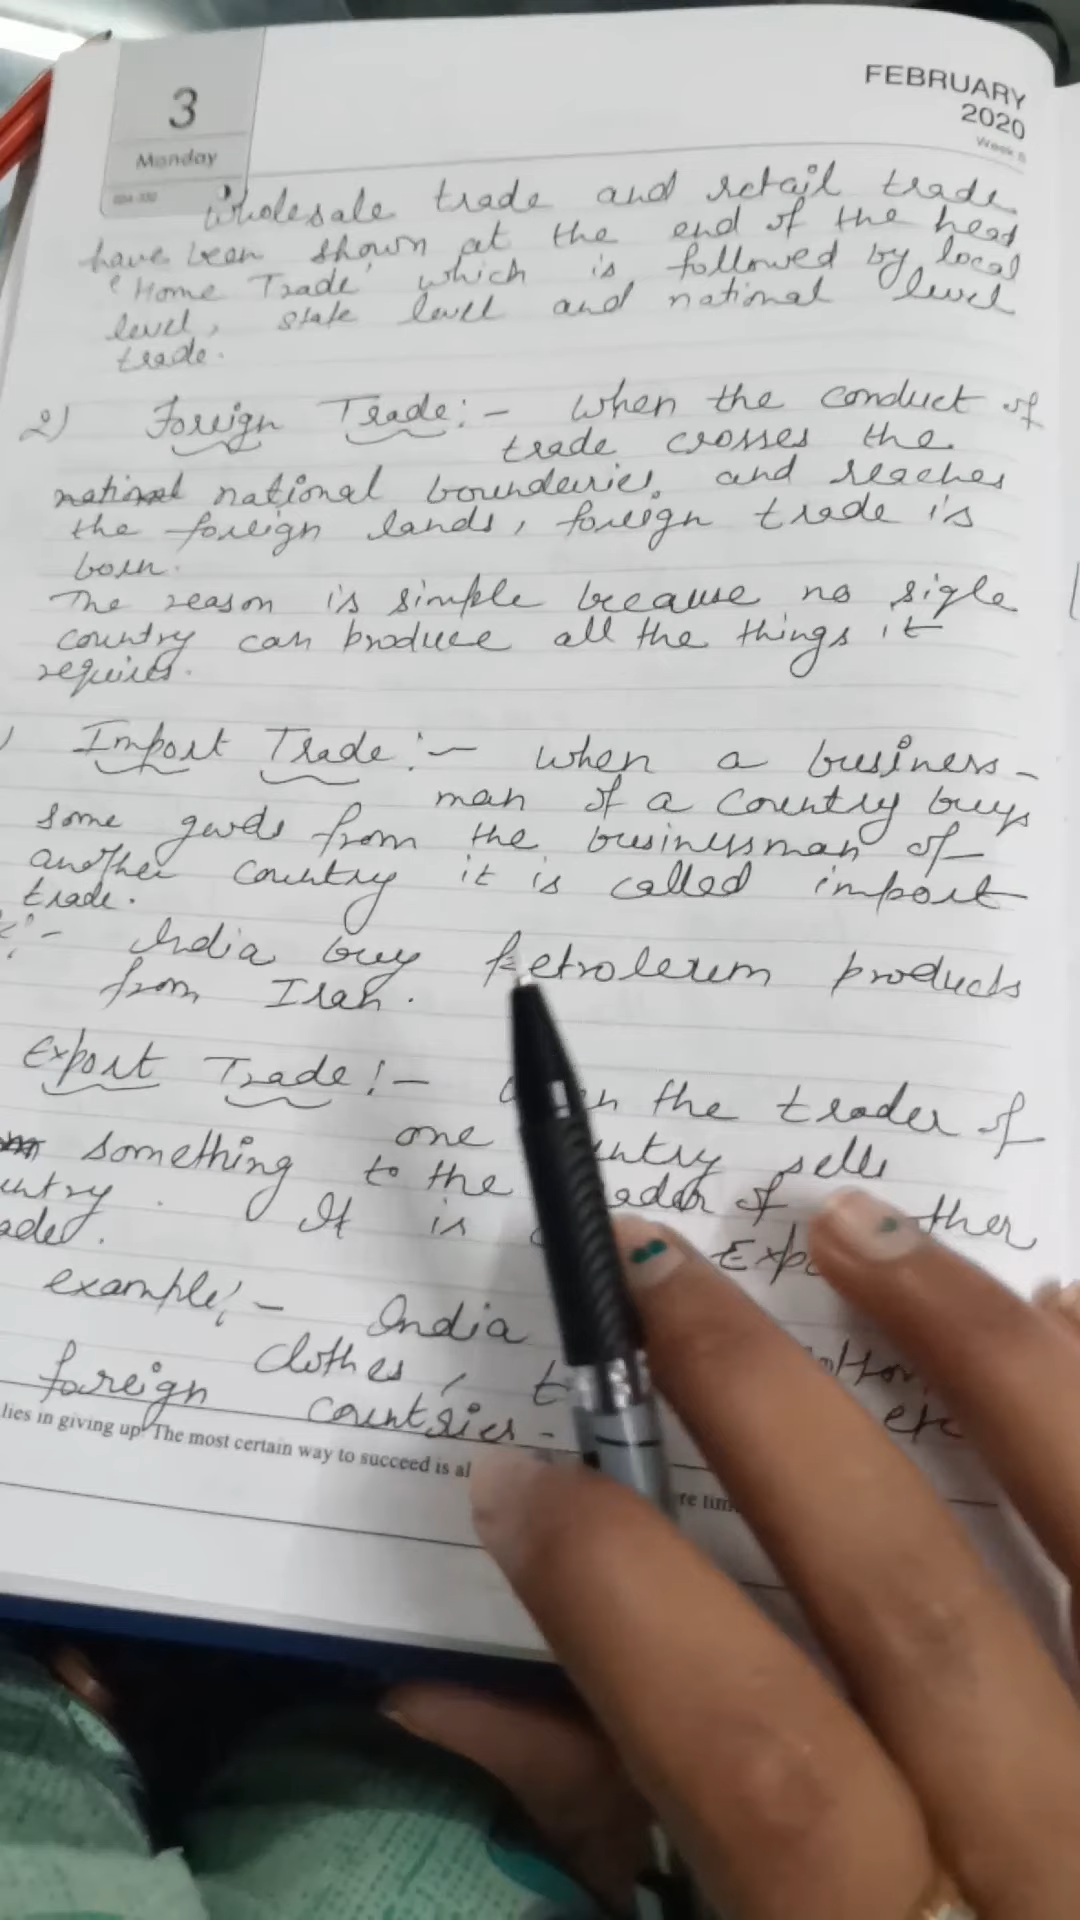 3
Monday
FEBRUARY
2020
Week 6
Wholesale trade and retail trade
have been shown at the end of the head
"Home Trade' which is followed by local
level, state level and national level
trade.
2) Foreign Trade:- When the conduct of
trade crosses the
national boundaries. and reaches
the foreign lands, foreign trade is
born.
The reason is simple because no sigle
country can produce all the things it
requires.
Import Trade:- When a business-
man of a country buys
some goods from the businessman of
another country it is called import
trade.
India buy Petroleum products
from Iran.
Export Trade:- the trader of
one sells
something to the of
It is
example:- India
clothes,
foreign countries. etc
lies in giving up. The most certain way to succeed is